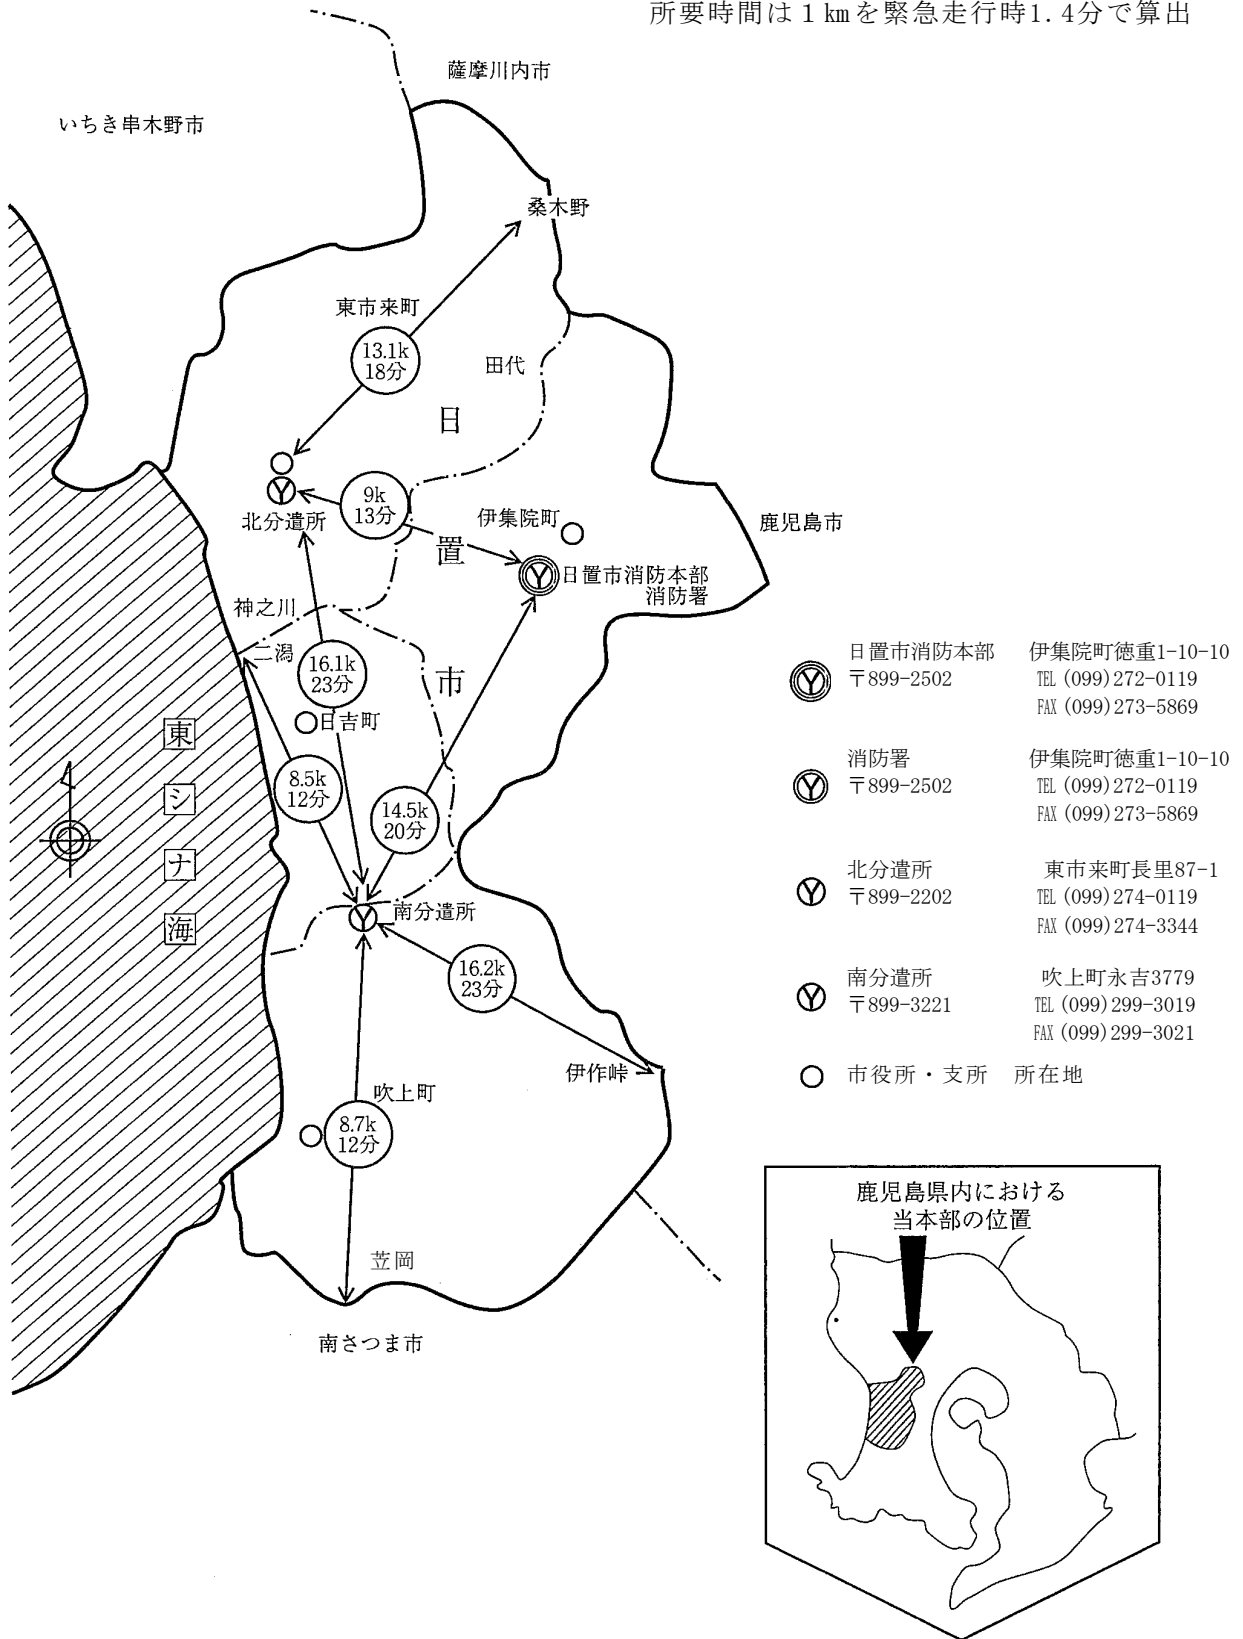 所要時間は1㎞を緊急走行時1.4分で算出
薩摩川内市
いちき串木野市
桑木野
東市来町
13.1k
18分
田代
日
9k
13分
北分遣所
伊集院町
鹿児島市
置
日置市消防本部
消防署
神之川
二潟
16.1k
23分
市
日吉町
東
シ
ナ
海
8.5k
12分
14.5k
20分
南分遣所
16.2k
23分
伊作峠
吹上町
8.7k
12分
笠岡
南さつま市
日置市消防本部 伊集院町徳重1-10-10
〒899-2502 TEL (099)272-0119
FAX (099)273-5869
消防署 伊集院町徳重1-10-10
〒899-2502 TEL (099)272-0119
FAX (099)273-5869
北分遣所 東市来町長里87-1
〒899-2202 TEL (099)274-0119
FAX (099)274-3344
南分遣所 吹上町永吉3779
〒899-3221 TEL (099)299-3019
FAX (099)299-3021
市役所・支所 所在地
鹿児島県内における
当本部の位置